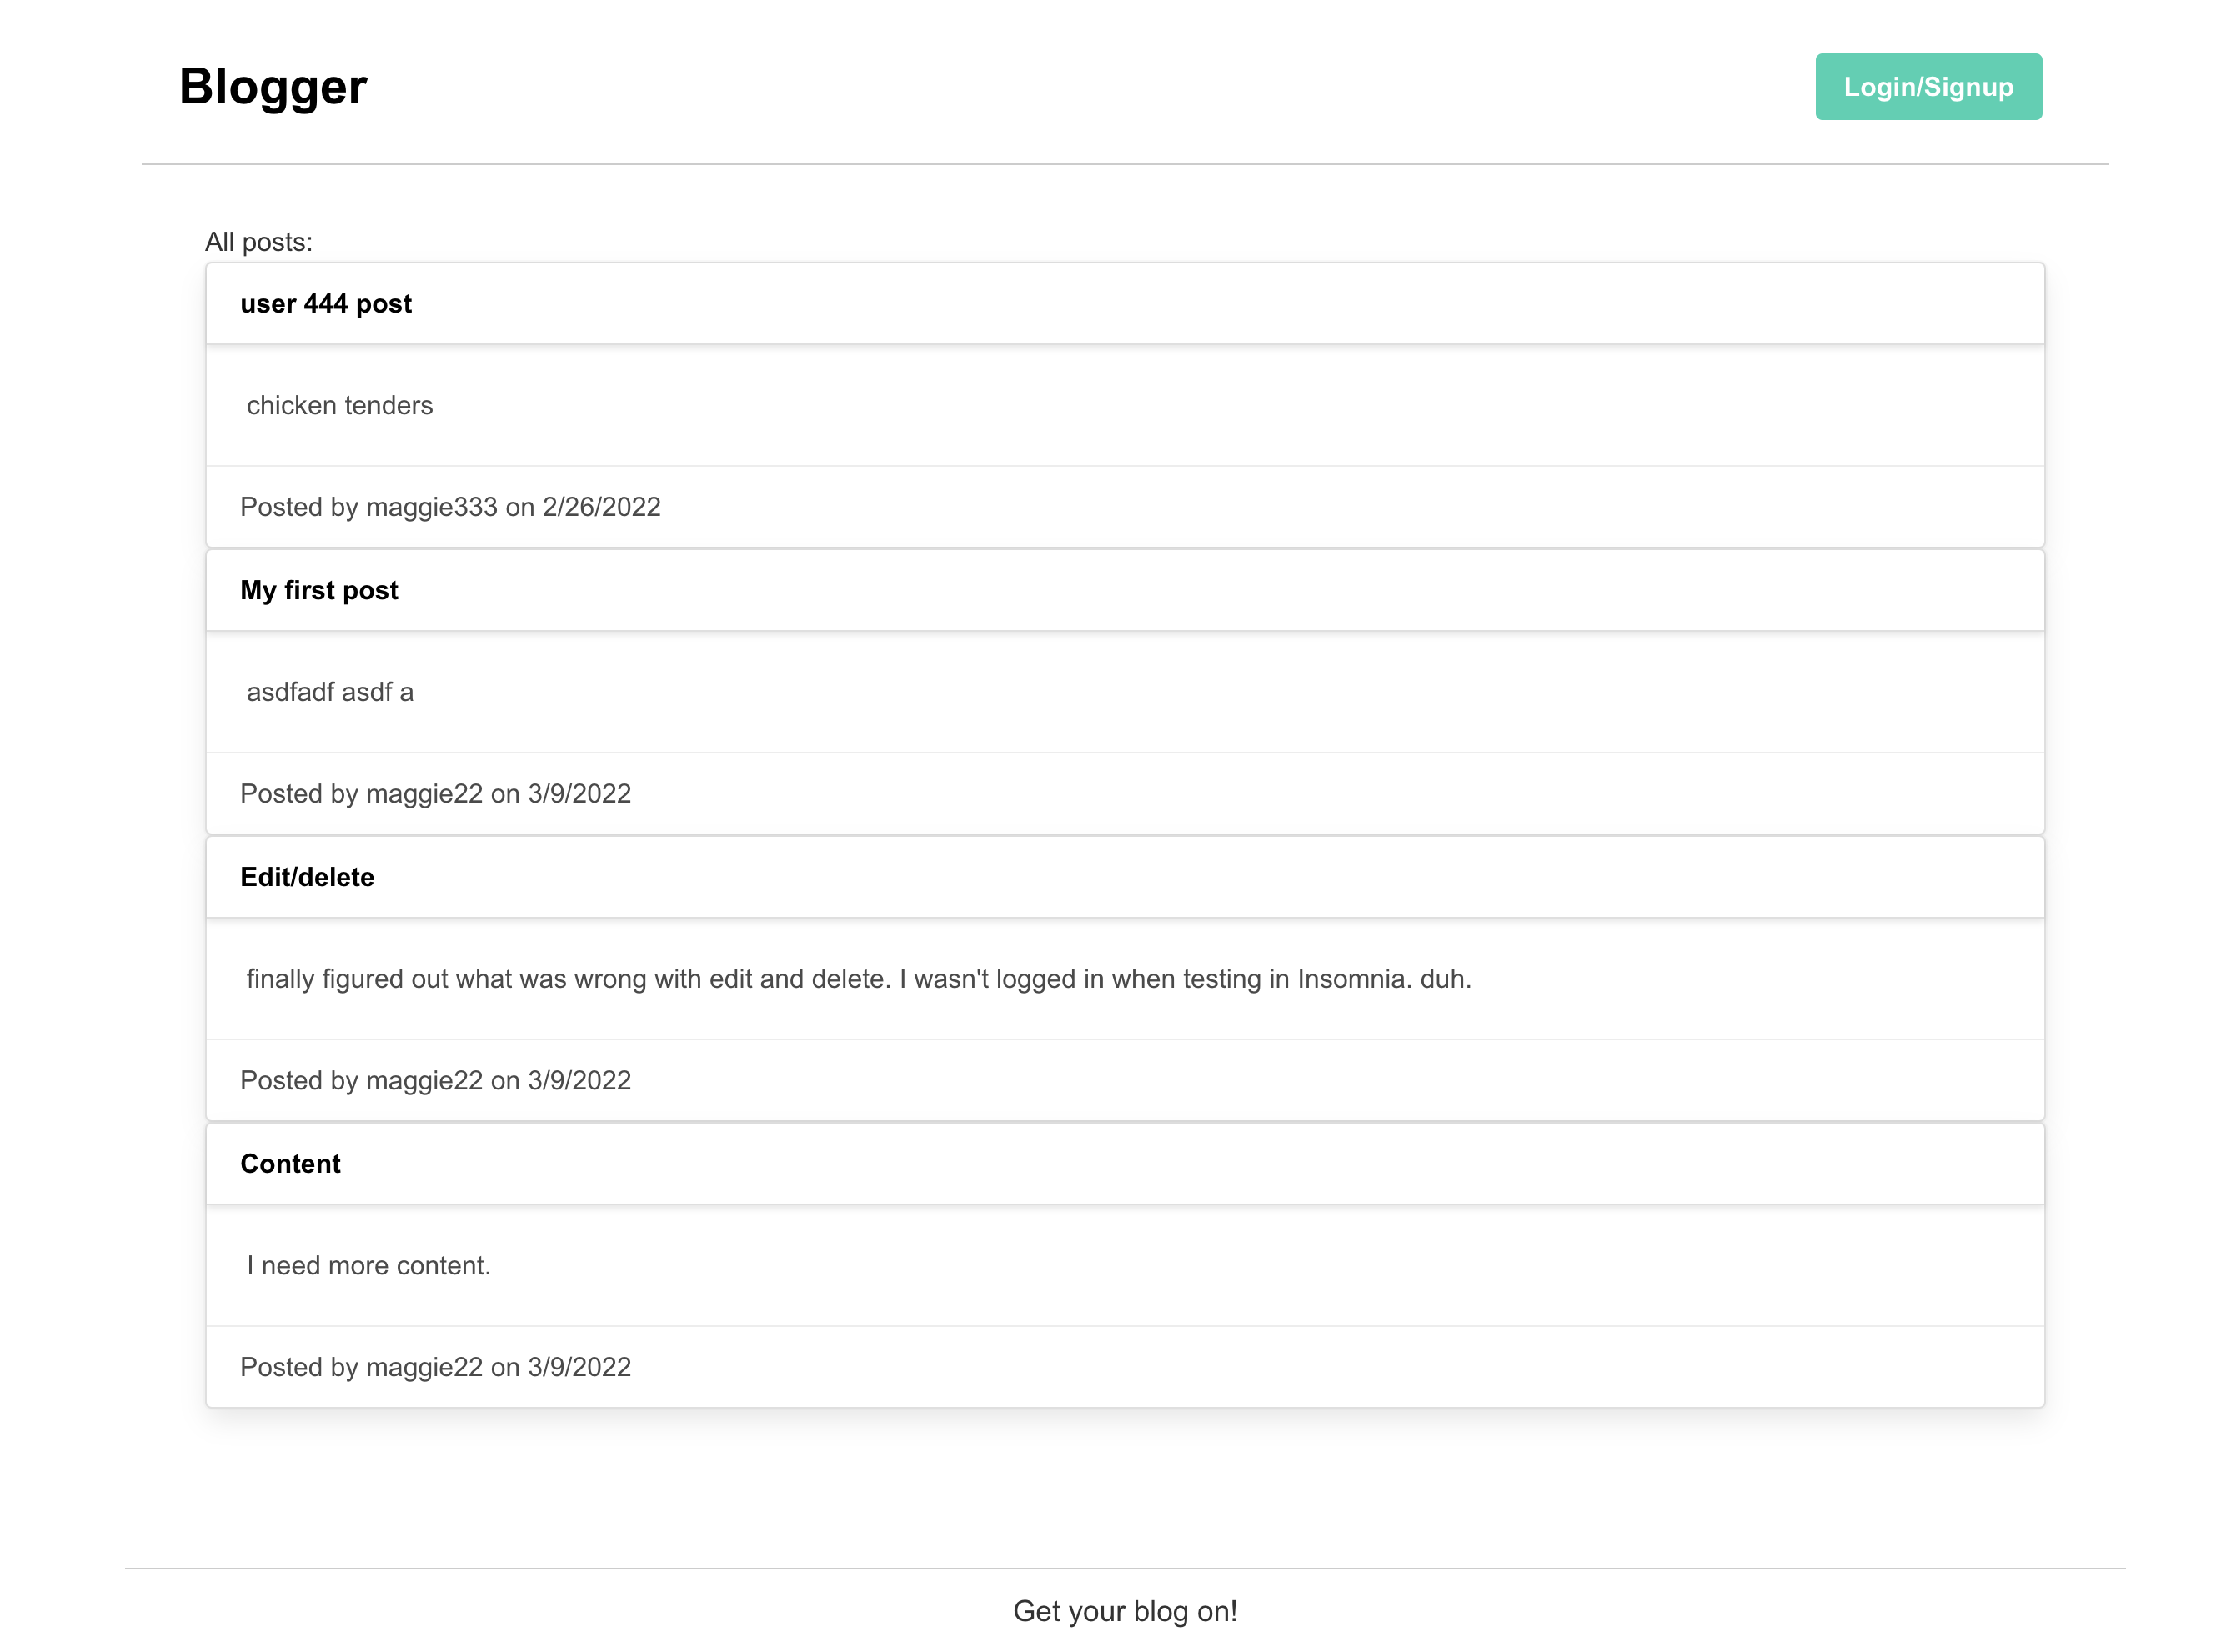 Blogger
Login/Signup
All posts:
user 444 post
chicken tenders
Posted by maggie333 on 2/26/2022
My first post
asdfadf asdf a
Posted by maggie22 on 3/9/2022
Edit/delete
finally figured out what was wrong with edit and delete. I wasn't logged in when testing in Insomnia. duh.
Posted by maggie22 on 3/9/2022
Content
I need more content.
Posted by maggie22 on 3/9/2022
Get your blog on!